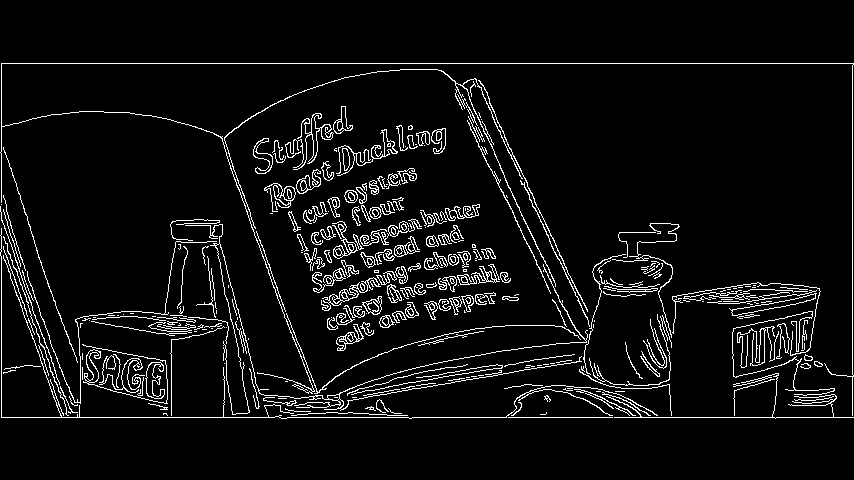 Stuffed
Roast Duckling
1 cup oysters
1 cup flour
½ tablespoon butter
Soak bread and
seasoning~chop in
celery fine~sprinkle
salt and pepper ~
SAGE
THYME